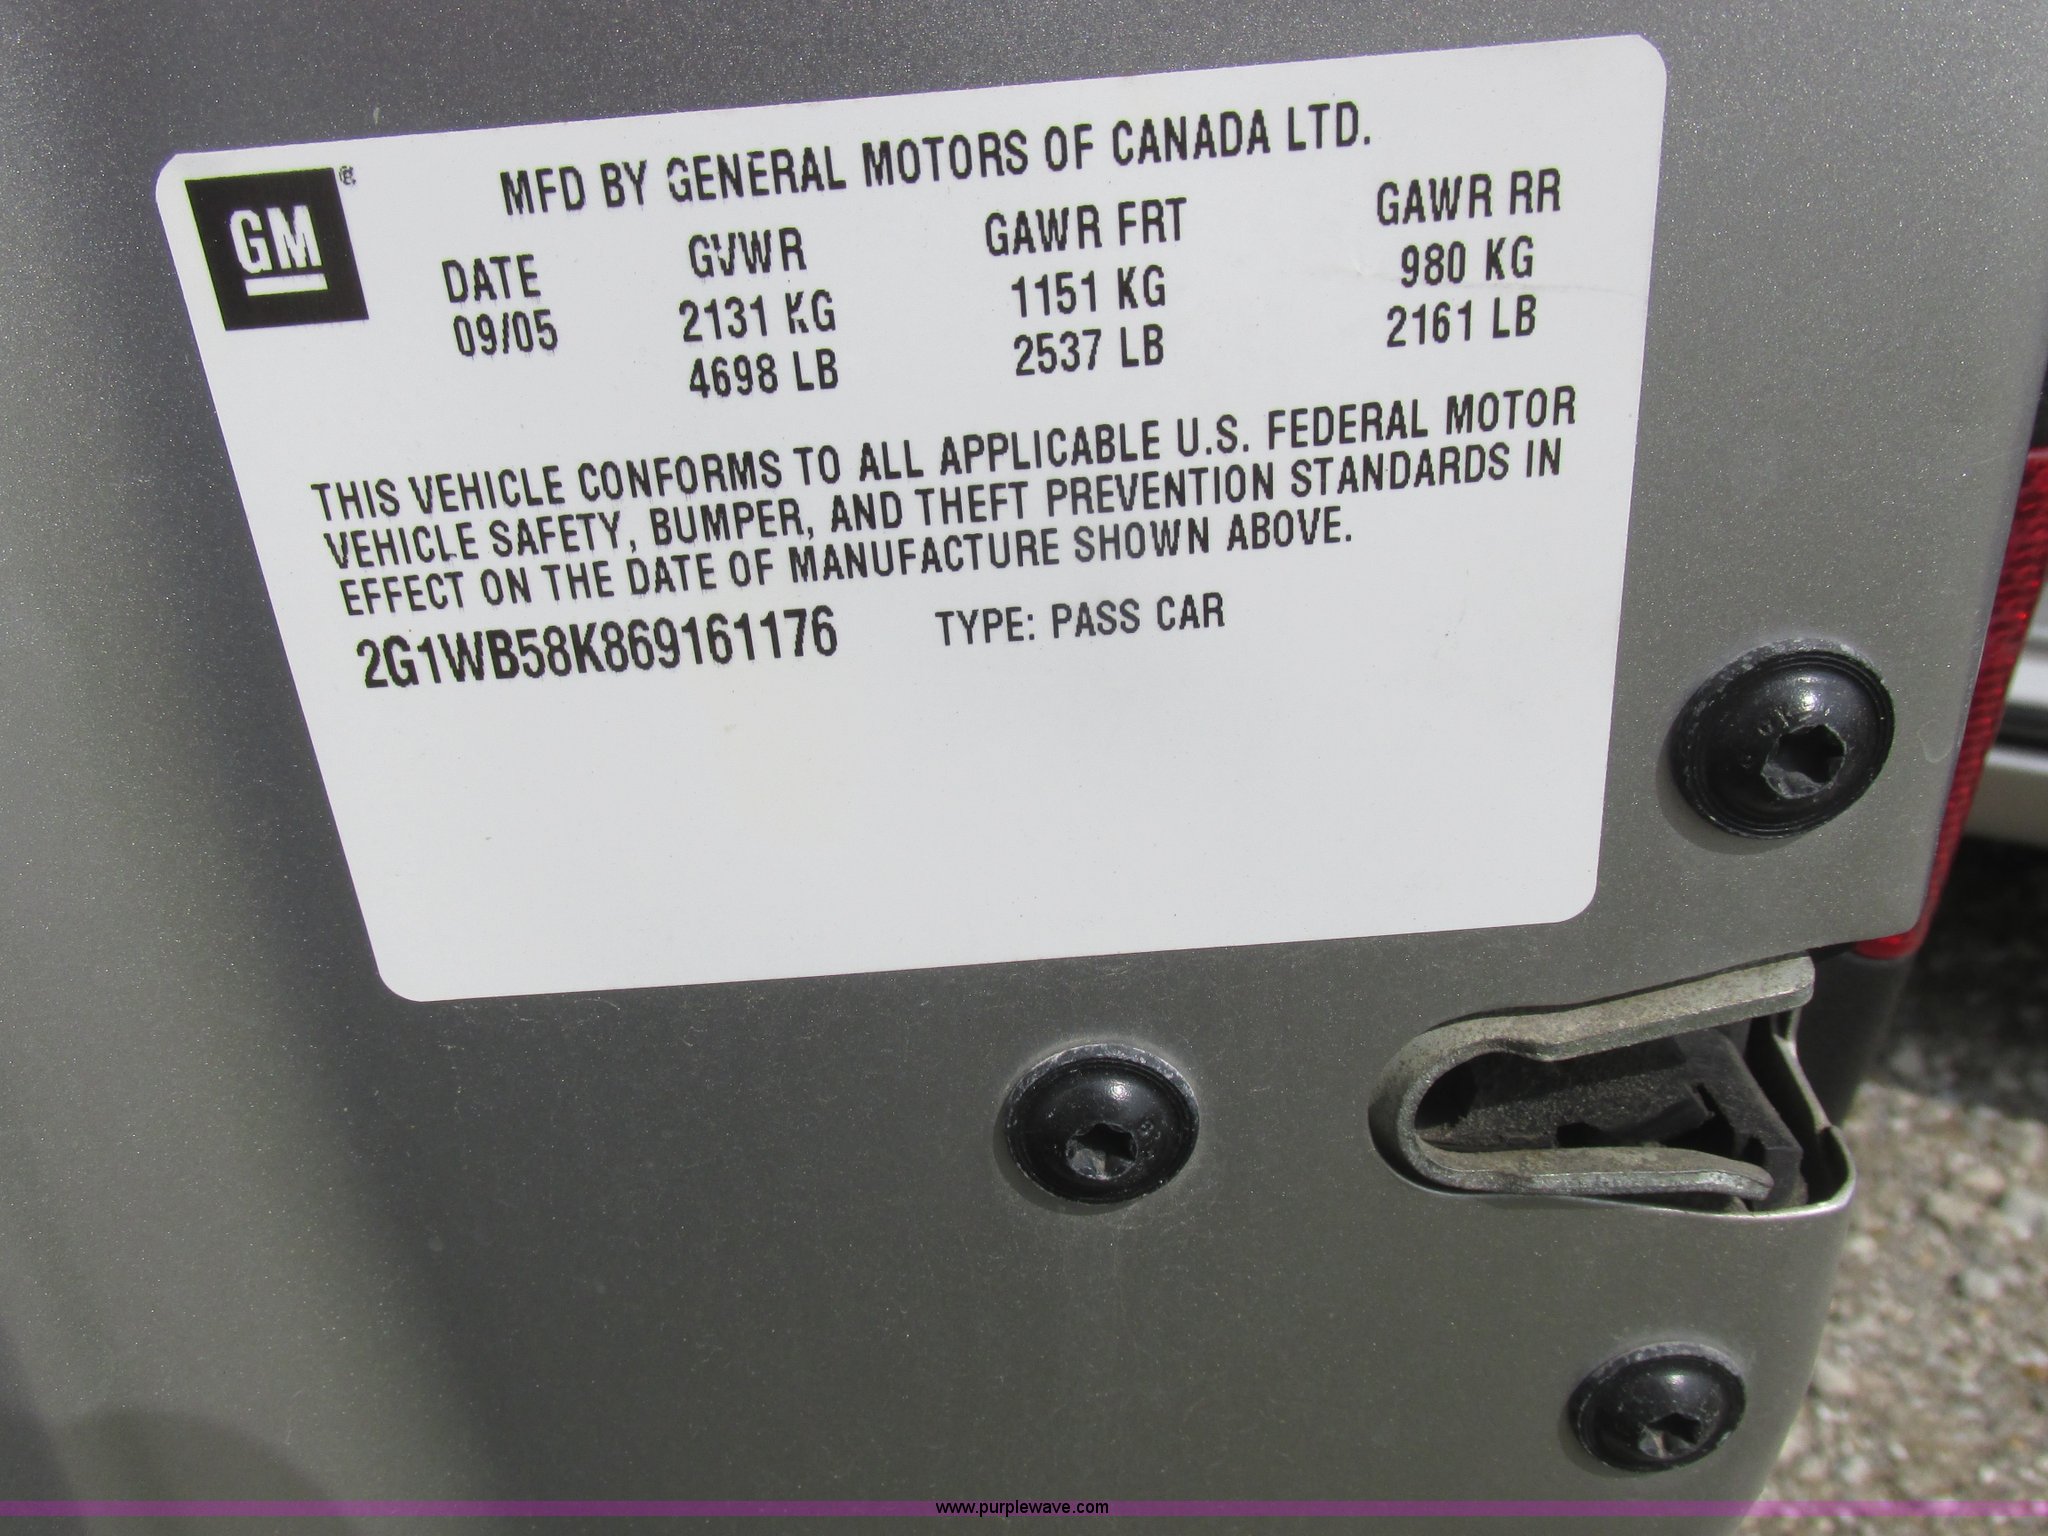 GM ®
MFD BY GENERAL MOTORS OF CANADA LTD.
DATE GVWR GAWR FRT GAWR RR
09/05 2131 KG 1151 KG 980 KG
4698 LB 2537 LB 2161 LB
THIS VEHICLE CONFORMS TO ALL APPLICABLE U.S. FEDERAL MOTOR
VEHICLE SAFETY, BUMPER, AND THEFT PREVENTION STANDARDS IN
EFFECT ON THE DATE OF MANUFACTURE SHOWN ABOVE.
2G1WB58K869161176 TYPE: PASS CAR
www.purplewave.com